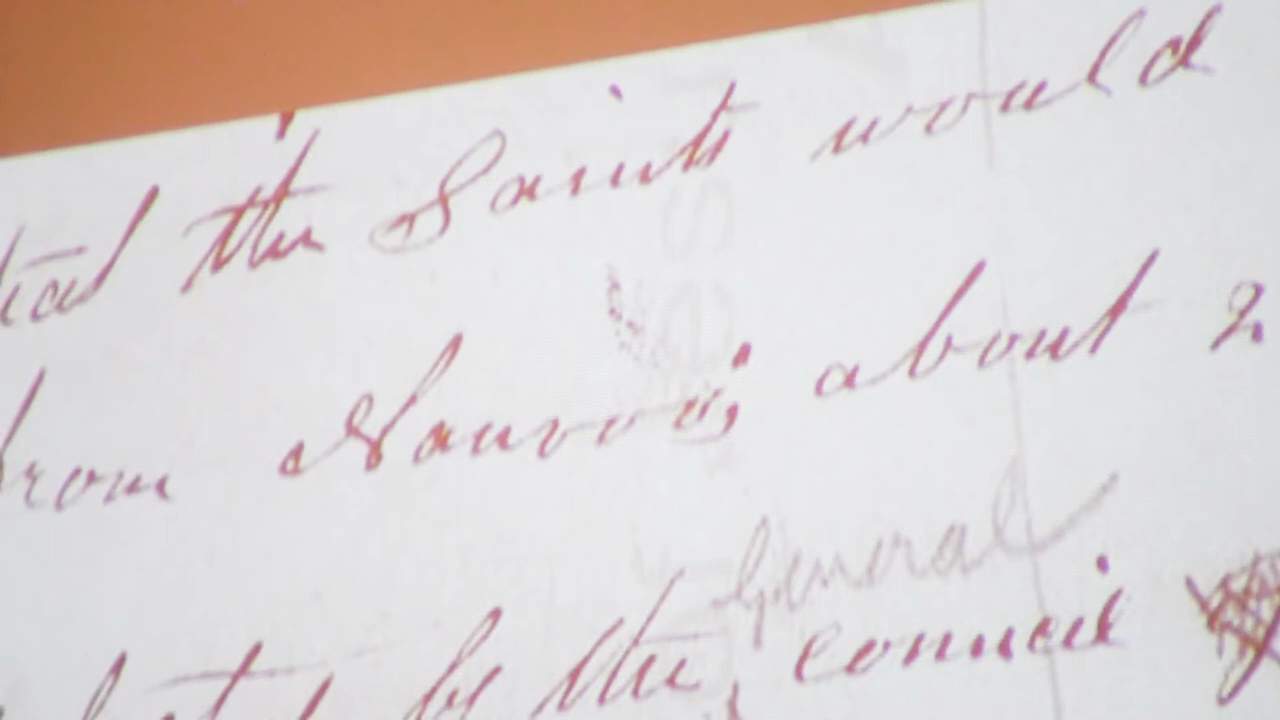 the Saints would
from Nauvoo, about 2
General
by the, council